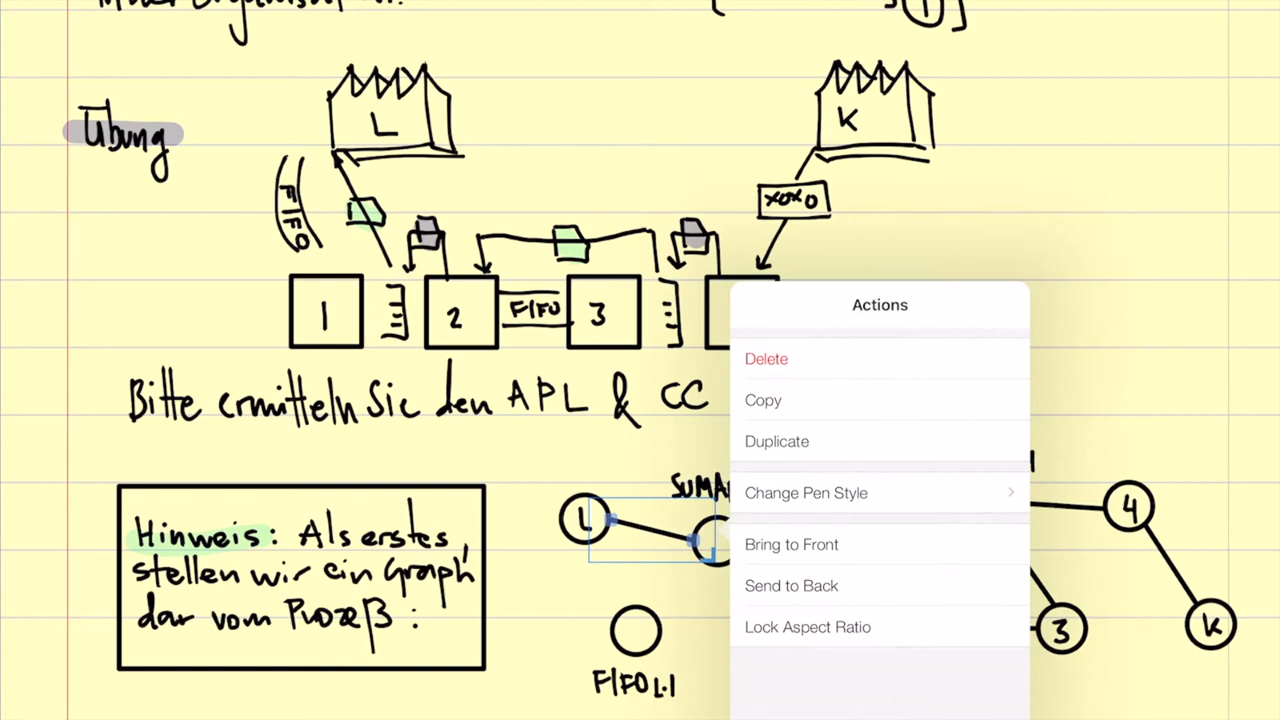 L
K
Übung
FIFO
XOXO
1
2
FIFO
3
Actions
Delete
Copy
Duplicate
Change Pen Style
Bring to Front
Send to Back
Lock Aspect Ratio
Bitte ermitteln Sie den APL & CC
Hinweis: Als erstes
stellen wir ein Graph
dar vom Prozeß:
L
4
3
K
FIFO L.1